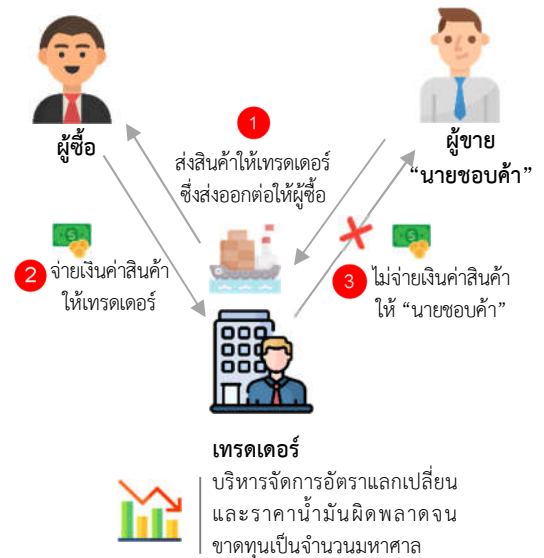 ผู้ซื้อ
ผู้ขาย
“นายชอบค้า”
1
ส่งสินค้าให้เทรดเดอร์
ซึ่งส่งออกต่อให้ผู้ซื้อ
2 จ่ายเงินค่าสินค้า
ให้เทรดเดอร์
3 ไม่จ่ายเงินค่าสินค้า
ให้ “นายชอบค้า”
เทรดเดอร์
บริหารจัดการอัตราแลกเปลี่ยน
และราคาน้ำมันผิดพลาดจน
ขาดทุนเป็นจำนวนมหาศาล